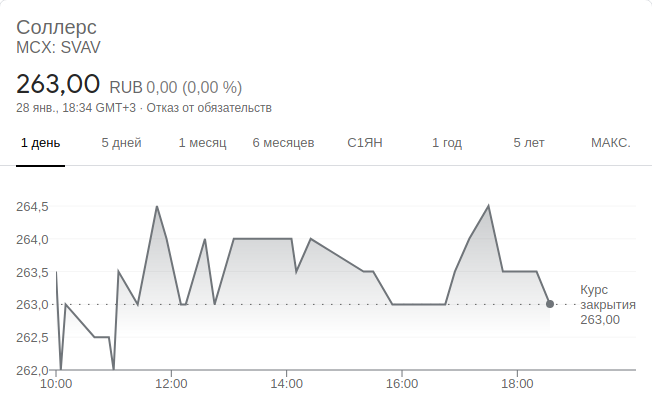 Соллерс
MCX: SVAV
263,00 RUB 0,00 (0,00 %)
28 янв., 18:34 GMT+3 · Отказ от обязательств
1 день 5 дней 1 месяц 6 месяцев С1ЯН 1 год 5 лет МАКС.
264,5
264,0
263,5
263,0
262,5
262,0
Курс
закрытия
263,00
10:00 12:00 14:00 16:00 18:00